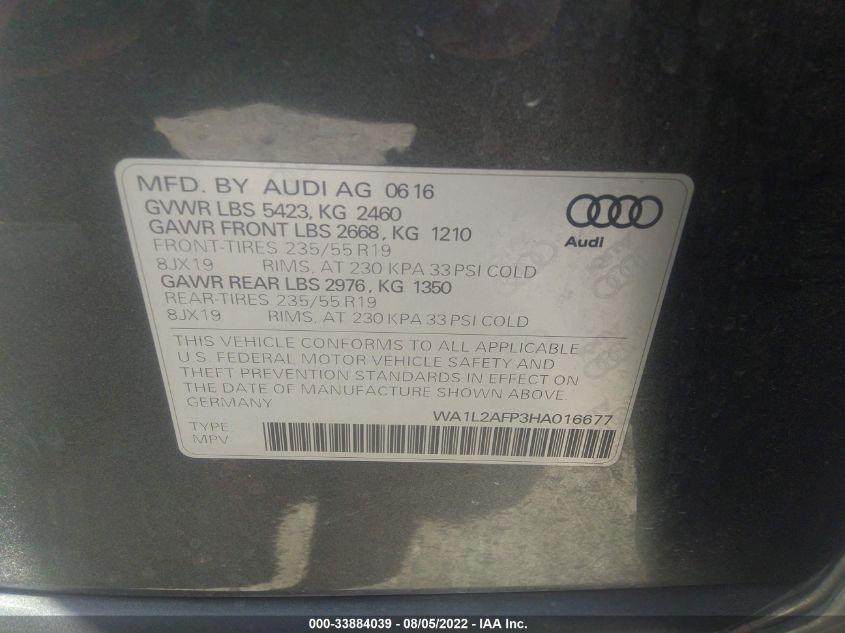 MFD. BY AUDI AG 0616
GVWR LBS 5423, KG 2460
GAWR FRONT LBS 2668, KG 1210
FRONT-TIRES 235/55 R19
8JX19 RIMS, AT 230 KPA 33 PSI COLD
GAWR REAR LBS 2976, KG 1350
REAR-TIRES 235/55 R19
8JX19 RIMS, AT 230 KPA 33 PSI COLD
Audi
THIS VEHICLE CONFORMS TO ALL APPLICABLE
U.S. FEDERAL MOTOR VEHICLE SAFETY AND
THEFT PREVENTION STANDARDS IN EFFECT ON
THE DATE OF MANUFACTURE SHOWN ABOVE.
GERMANY
WA1L2AFP3HA016677
TYPE
MPV
000-33884039 - 08/05/2022 - IAA Inc.